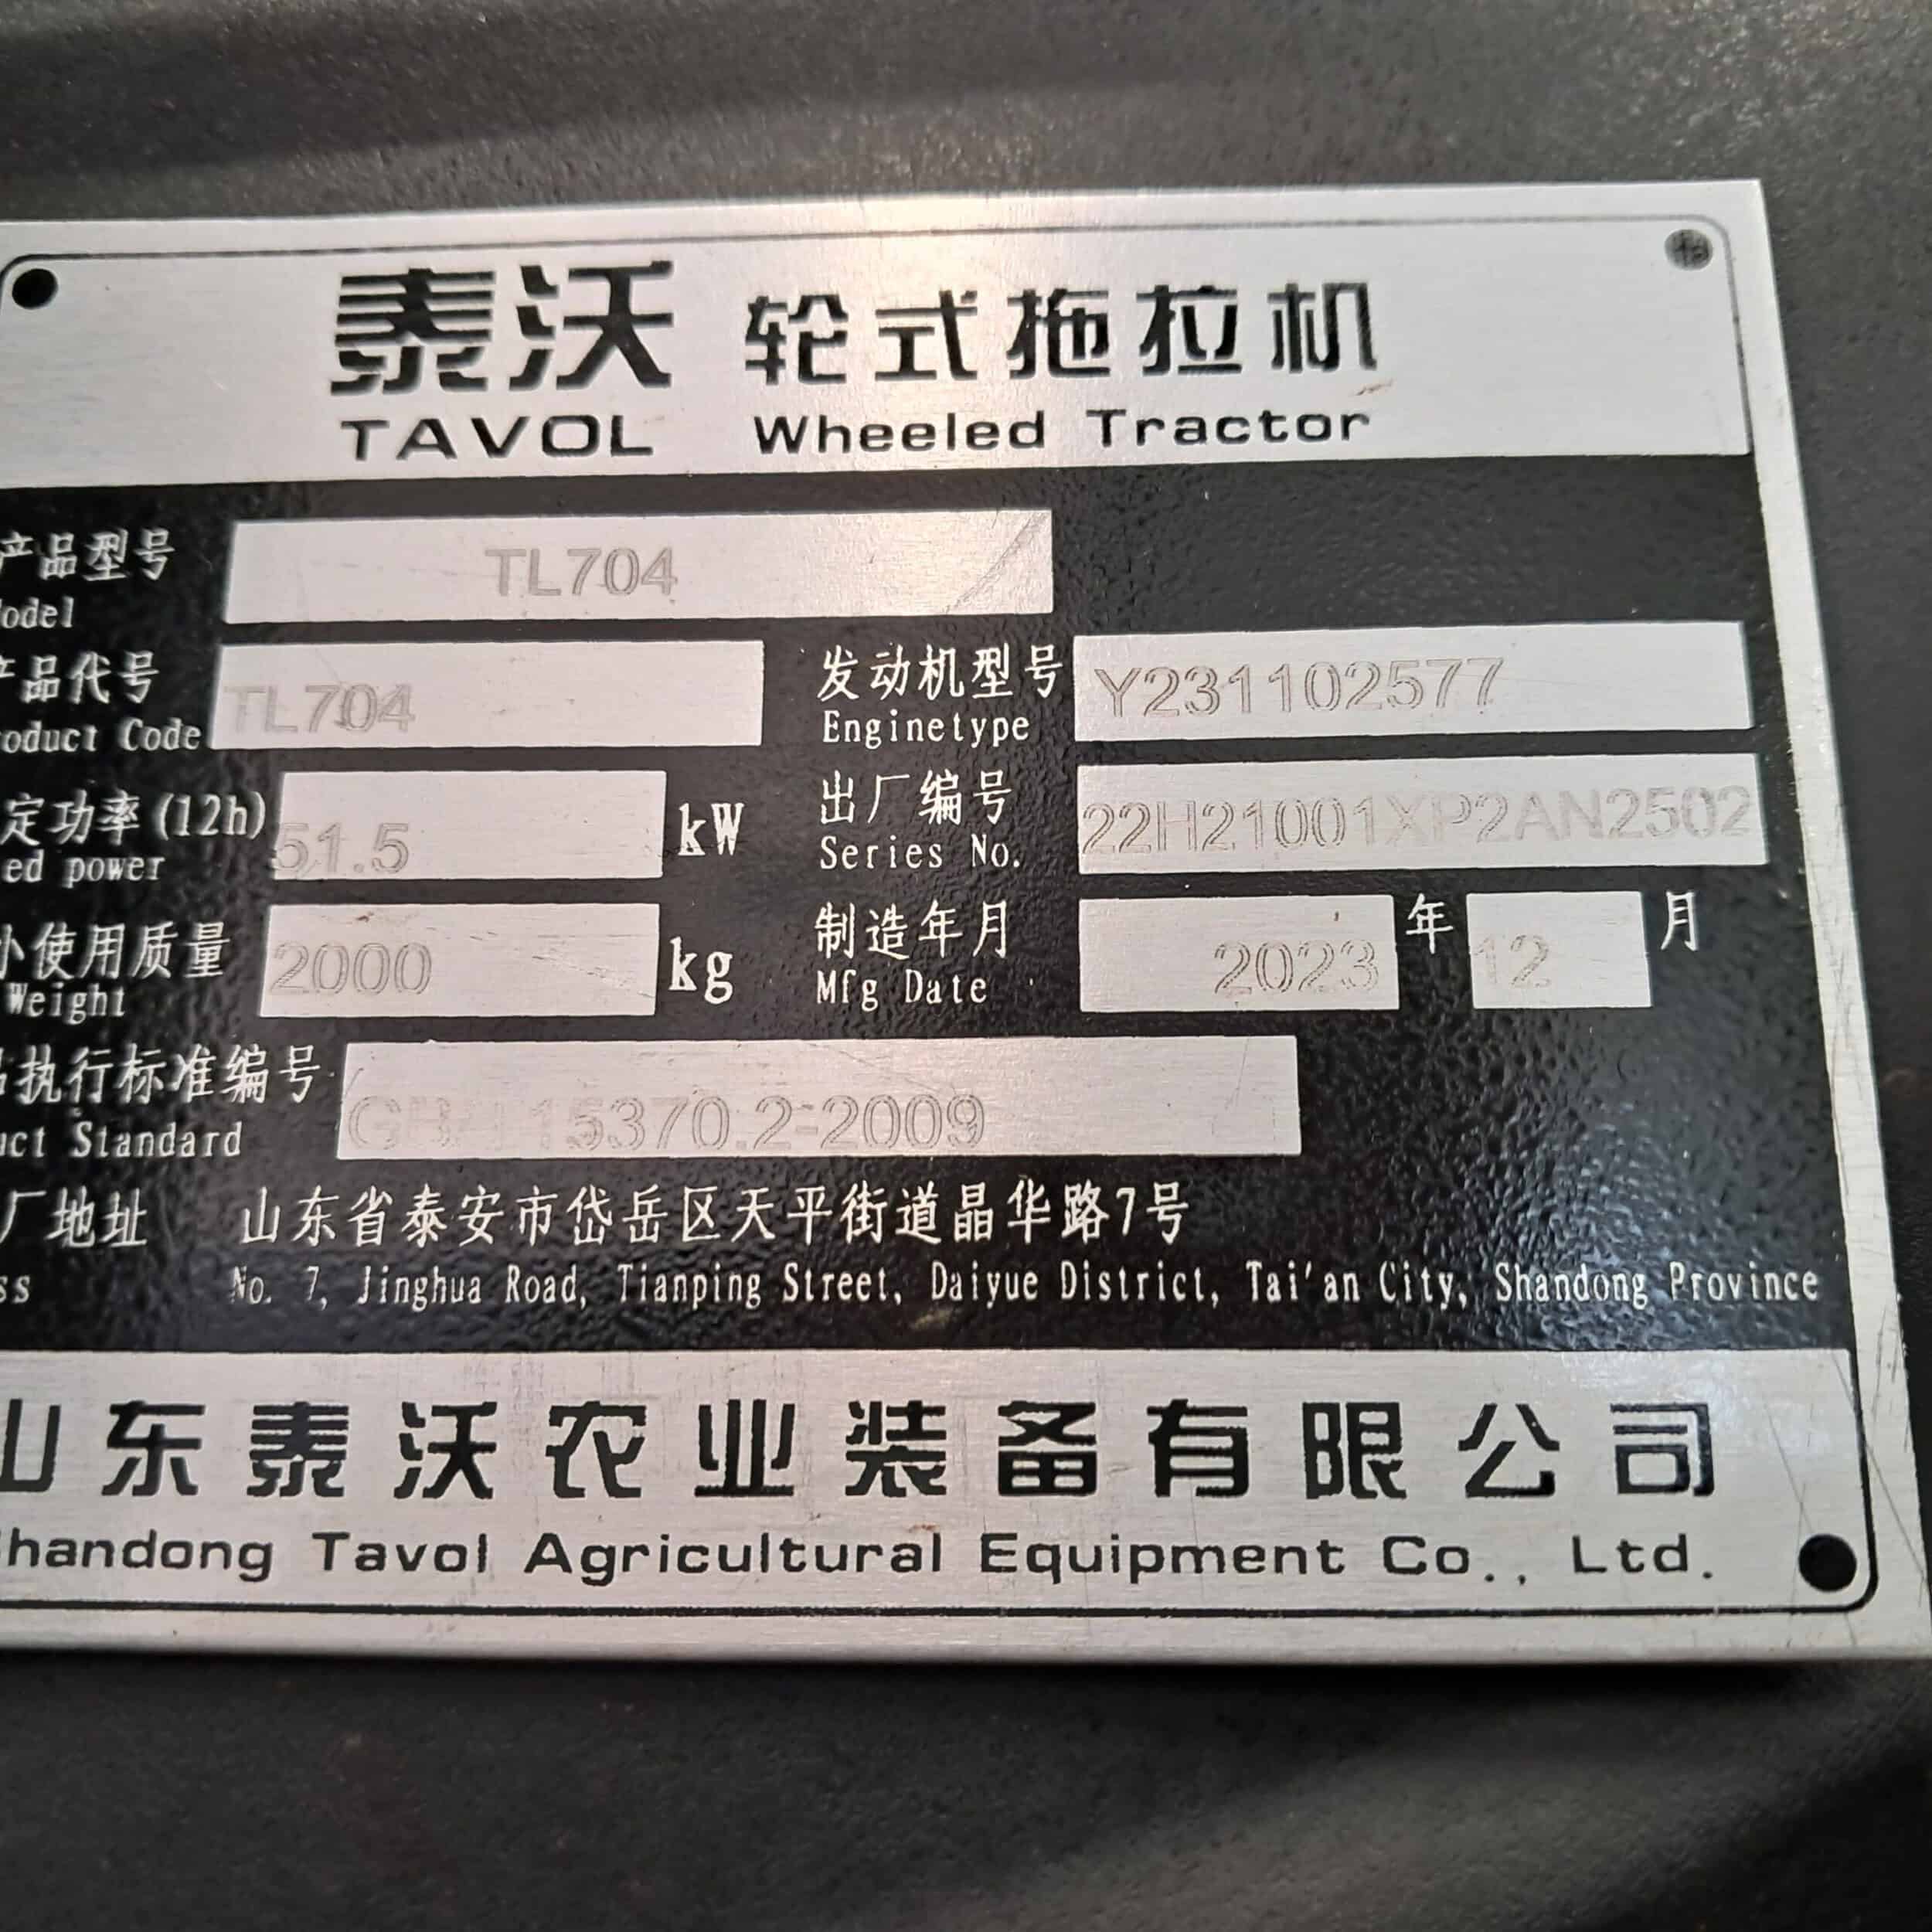 泰沃 轮式拖拉机
TAVOL Wheeled Tractor
产品型号 TL704
odel
产品代号 TL704 发动机型号 Y231102577
oduct Code Enginetype
定功率(12h) 51.5 kW 出厂编号 22H21001XP2AN2502
ed power Series No.
小使用质量 2000 kg 制造年月 2023 年 12 月
Weight Mfg Date
品执行标准编号 GB/T15370.2-2009
uct Standard
厂地址 山东省泰安市岱岳区天平街道晶华路7号
ss No. 7, Jinghua Road, Tianping Street, Daiyue District, Tai'an City, Shandong Province
山东泰沃农业装备有限公司
Shandong Tavol Agricultural Equipment Co., Ltd.